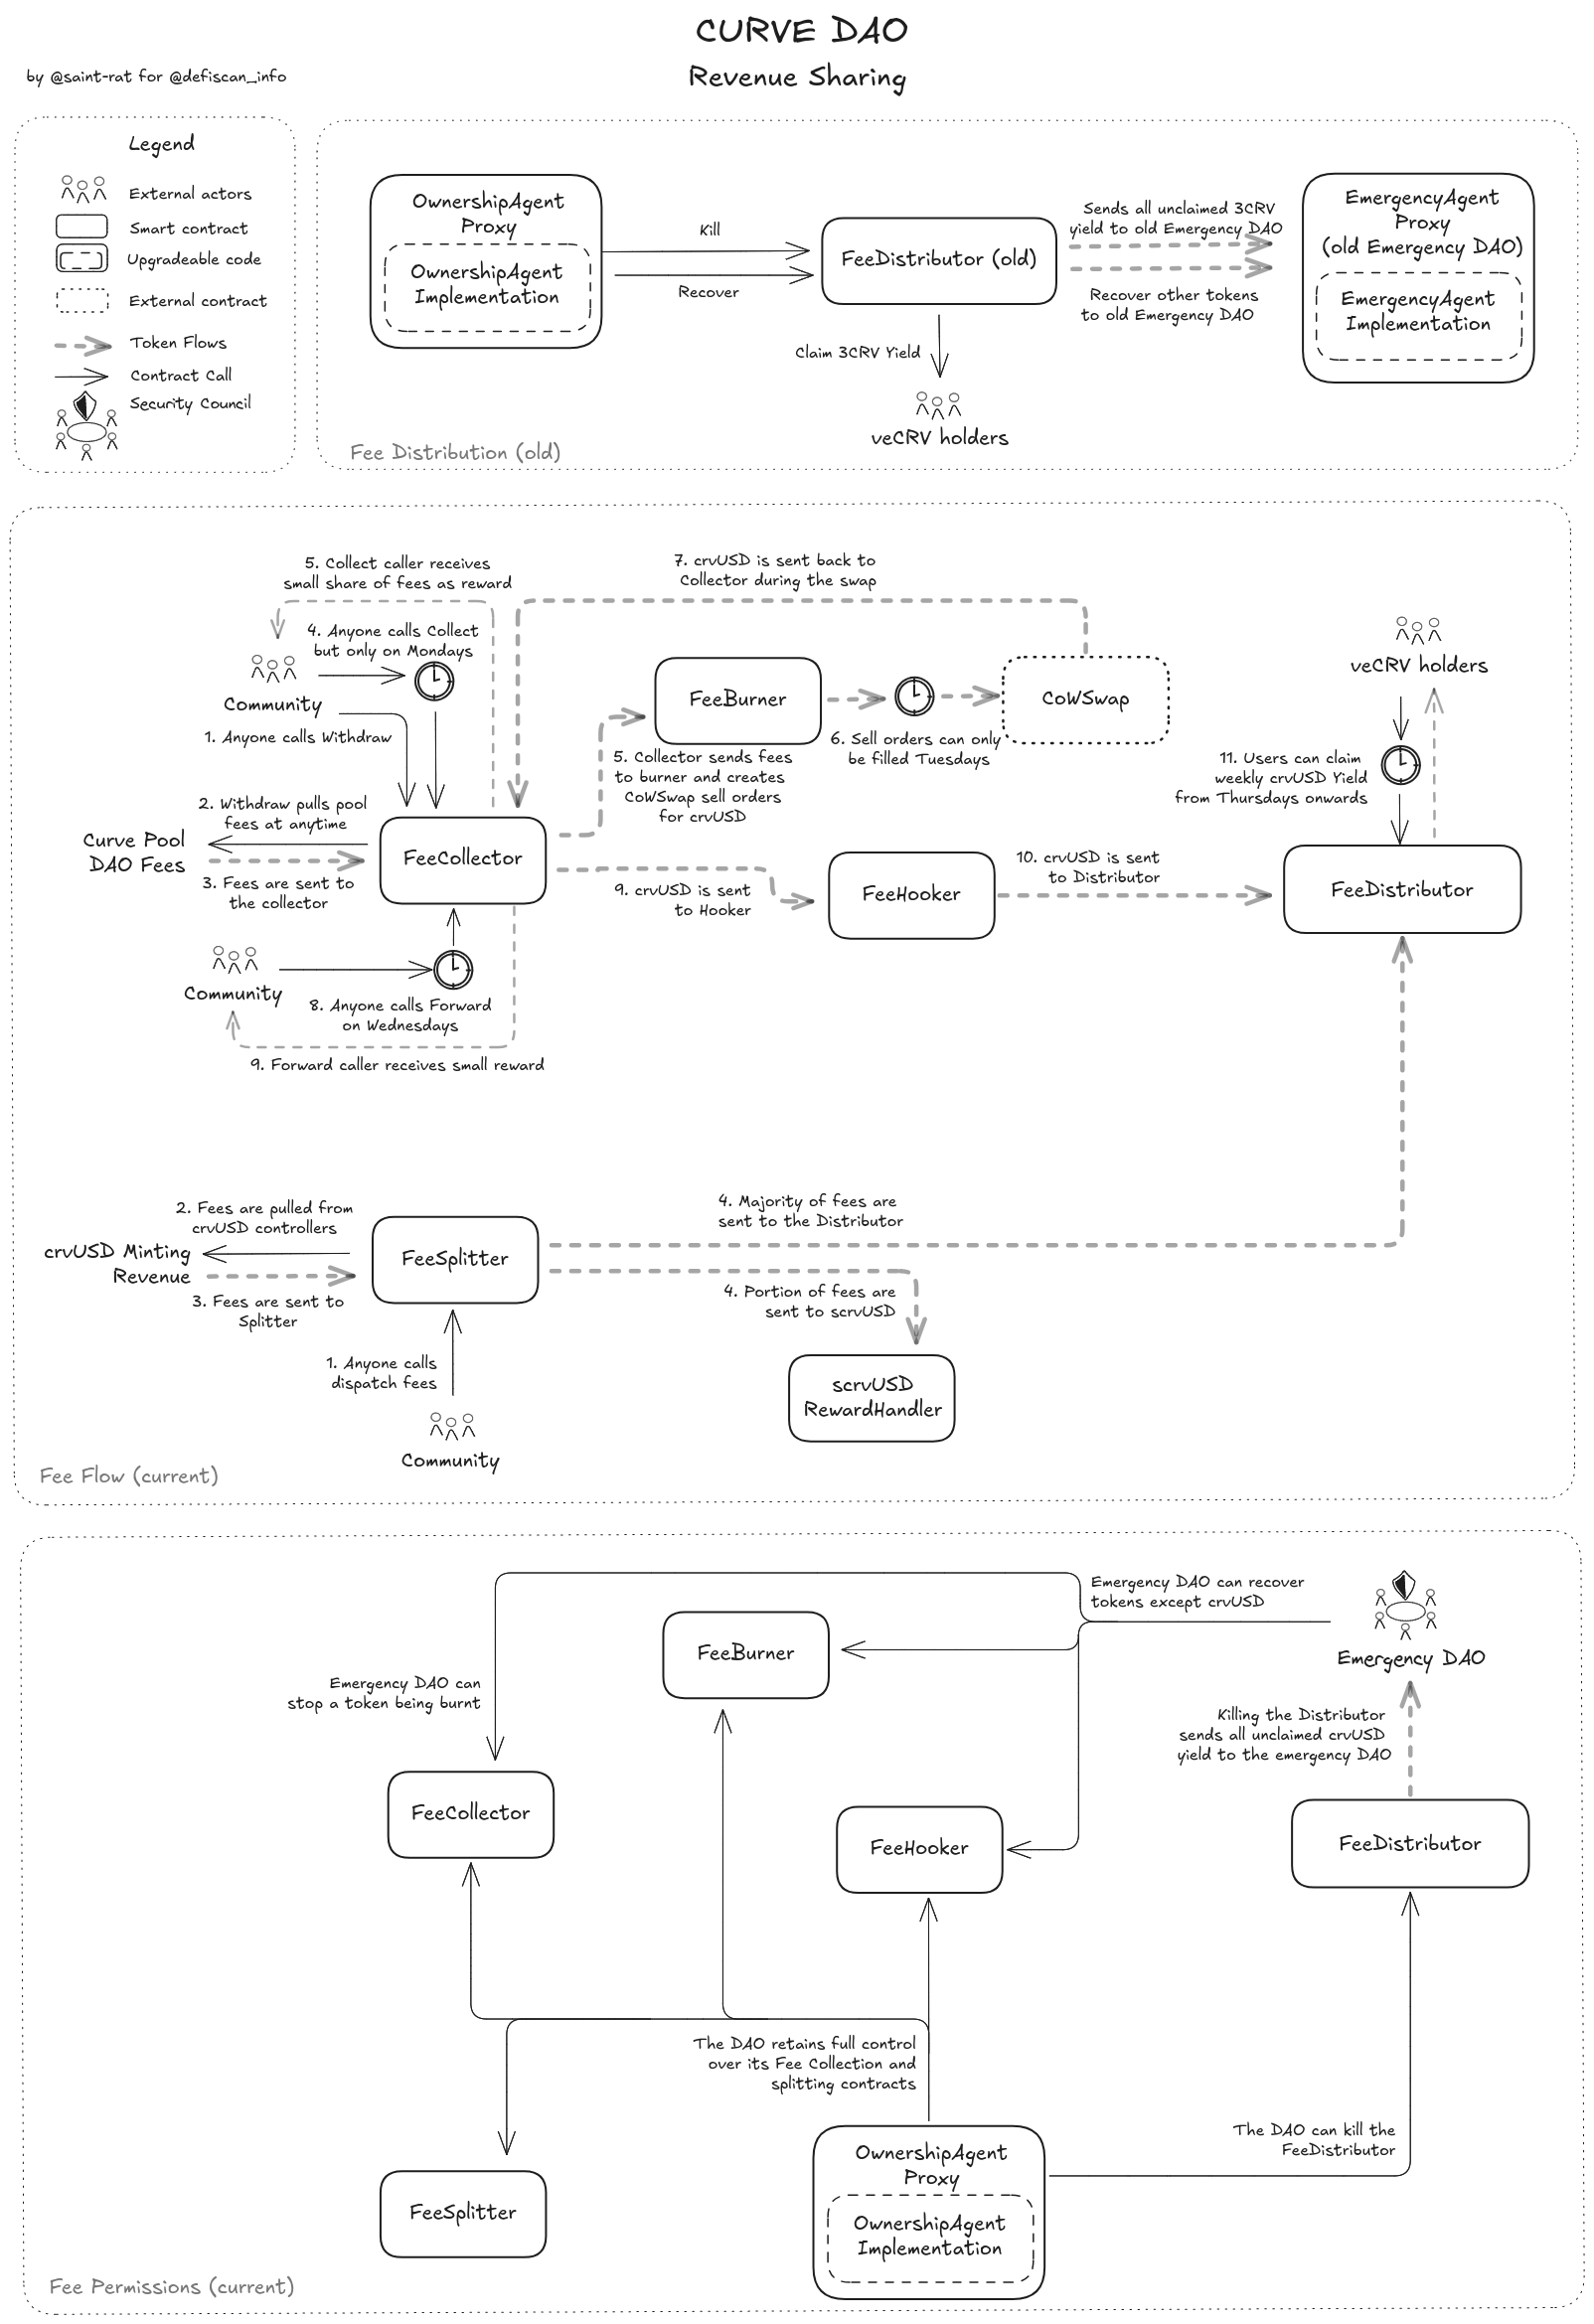 CURVE DAO
Revenue Sharing
by @saint-rat for @defiscan_info
Legend
External actors
Smart contract
Upgradeable code
External contract
Token Flows
Contract Call
Security Council
OwnershipAgent
Proxy
OwnershipAgent
Implementation
Kill
Recover
FeeDistributor (old)
Sends all unclaimed 3CRV
yield to old Emergency DAO
Recover other tokens
to old Emergency DAO
EmergencyAgent
Proxy
(old Emergency DAO)
EmergencyAgent
Implementation
Claim 3CRV Yield
veCRV holders
Fee Distribution (old)
5. Collect caller receives
small share of fees as reward
7. crvUSD is sent back to
Collector during the swap
4. Anyone calls Collect
but only on Mondays
Community
1. Anyone calls Withdraw
FeeBurner
CoWSwap
veCRV holders
6. Sell orders can only
be filled Tuesdays
5. Collector sends fees
to burner and creates
CoWSwap sell orders
for crvUSD
11. Users can claim
weekly crvUSD Yield
from Thursdays onwards
2. Withdraw pulls pool
fees at anytime
Curve Pool
DAO Fees
3. Fees are sent to
the collector
FeeCollector
9. crvUSD is sent
to Hooker
FeeHooker
10. crvUSD is sent
to Distributor
FeeDistributor
Community
8. Anyone calls Forward
on Wednesdays
9. Forward caller receives small reward
2. Fees are pulled from
crvUSD controllers
crvUSD Minting
Revenue
3. Fees are sent to
Splitter
FeeSplitter
4. Majority of fees are
sent to the Distributor
4. Portion of fees are
sent to scrvUSD
1. Anyone calls
dispatch fees
scrvUSD
RewardHandler
Community
Fee Flow (current)
Emergency DAO can recover
tokens except crvUSD
FeeBurner
Emergency DAO
Emergency DAO can
stop a token being burnt
Killing the Distributor
sends all unclaimed crvUSD
yield to the emergency DAO
FeeCollector
FeeHooker
FeeDistributor
The DAO retains full control
over its Fee Collection and
splitting contracts
The DAO can kill the
FeeDistributor
OwnershipAgent
Proxy
OwnershipAgent
Implementation
FeeSplitter
Fee Permissions (current)